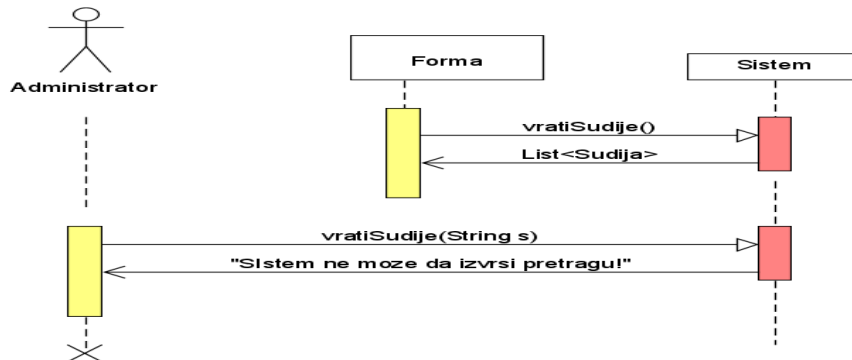 Administrator
Forma
Sistem
vratiSudije()
List<Sudija>
vratiSudije(String s)
"SIstem ne moze da izvrsi pretragu!"